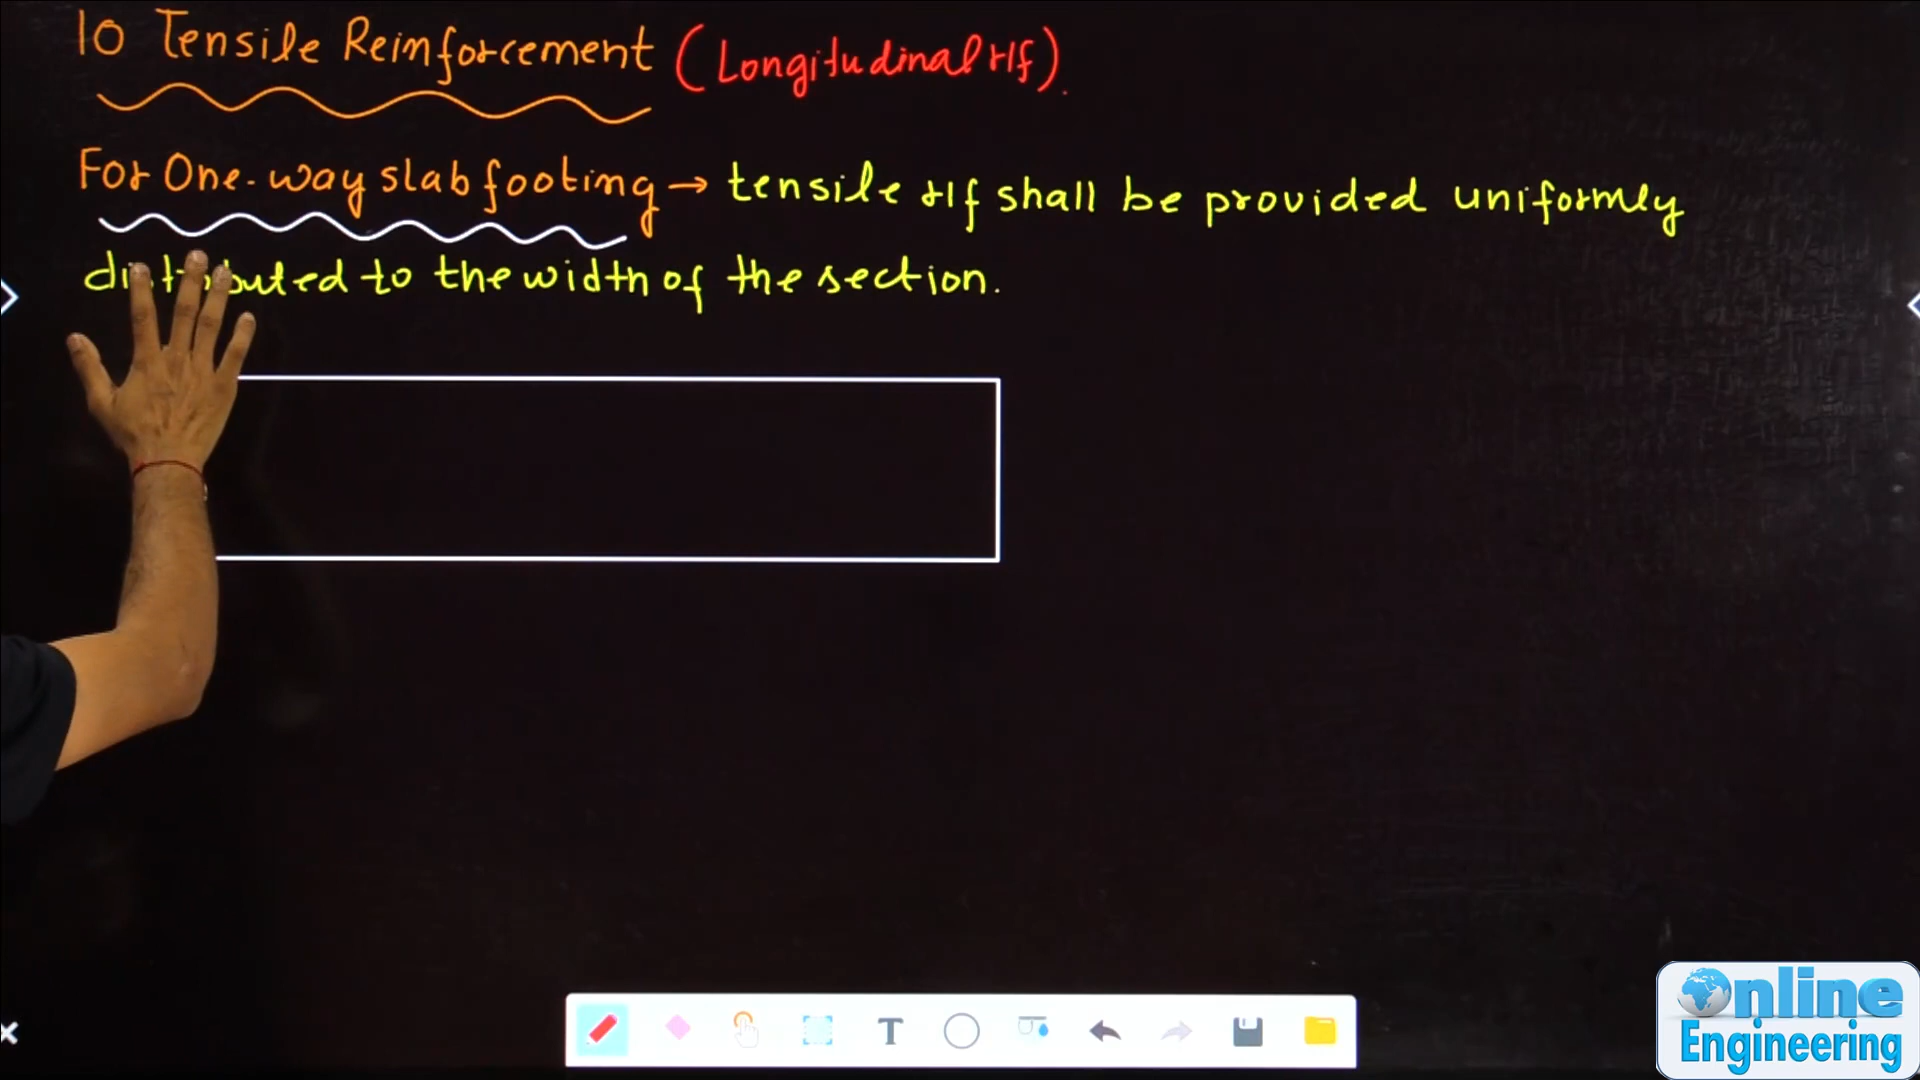 10 Tensile Reinforcement (Longitudinal r/f).
For One-way slab footing → tensile r/f shall be provided uniformly
distributed to the width of the section.
T
Online
Engineering